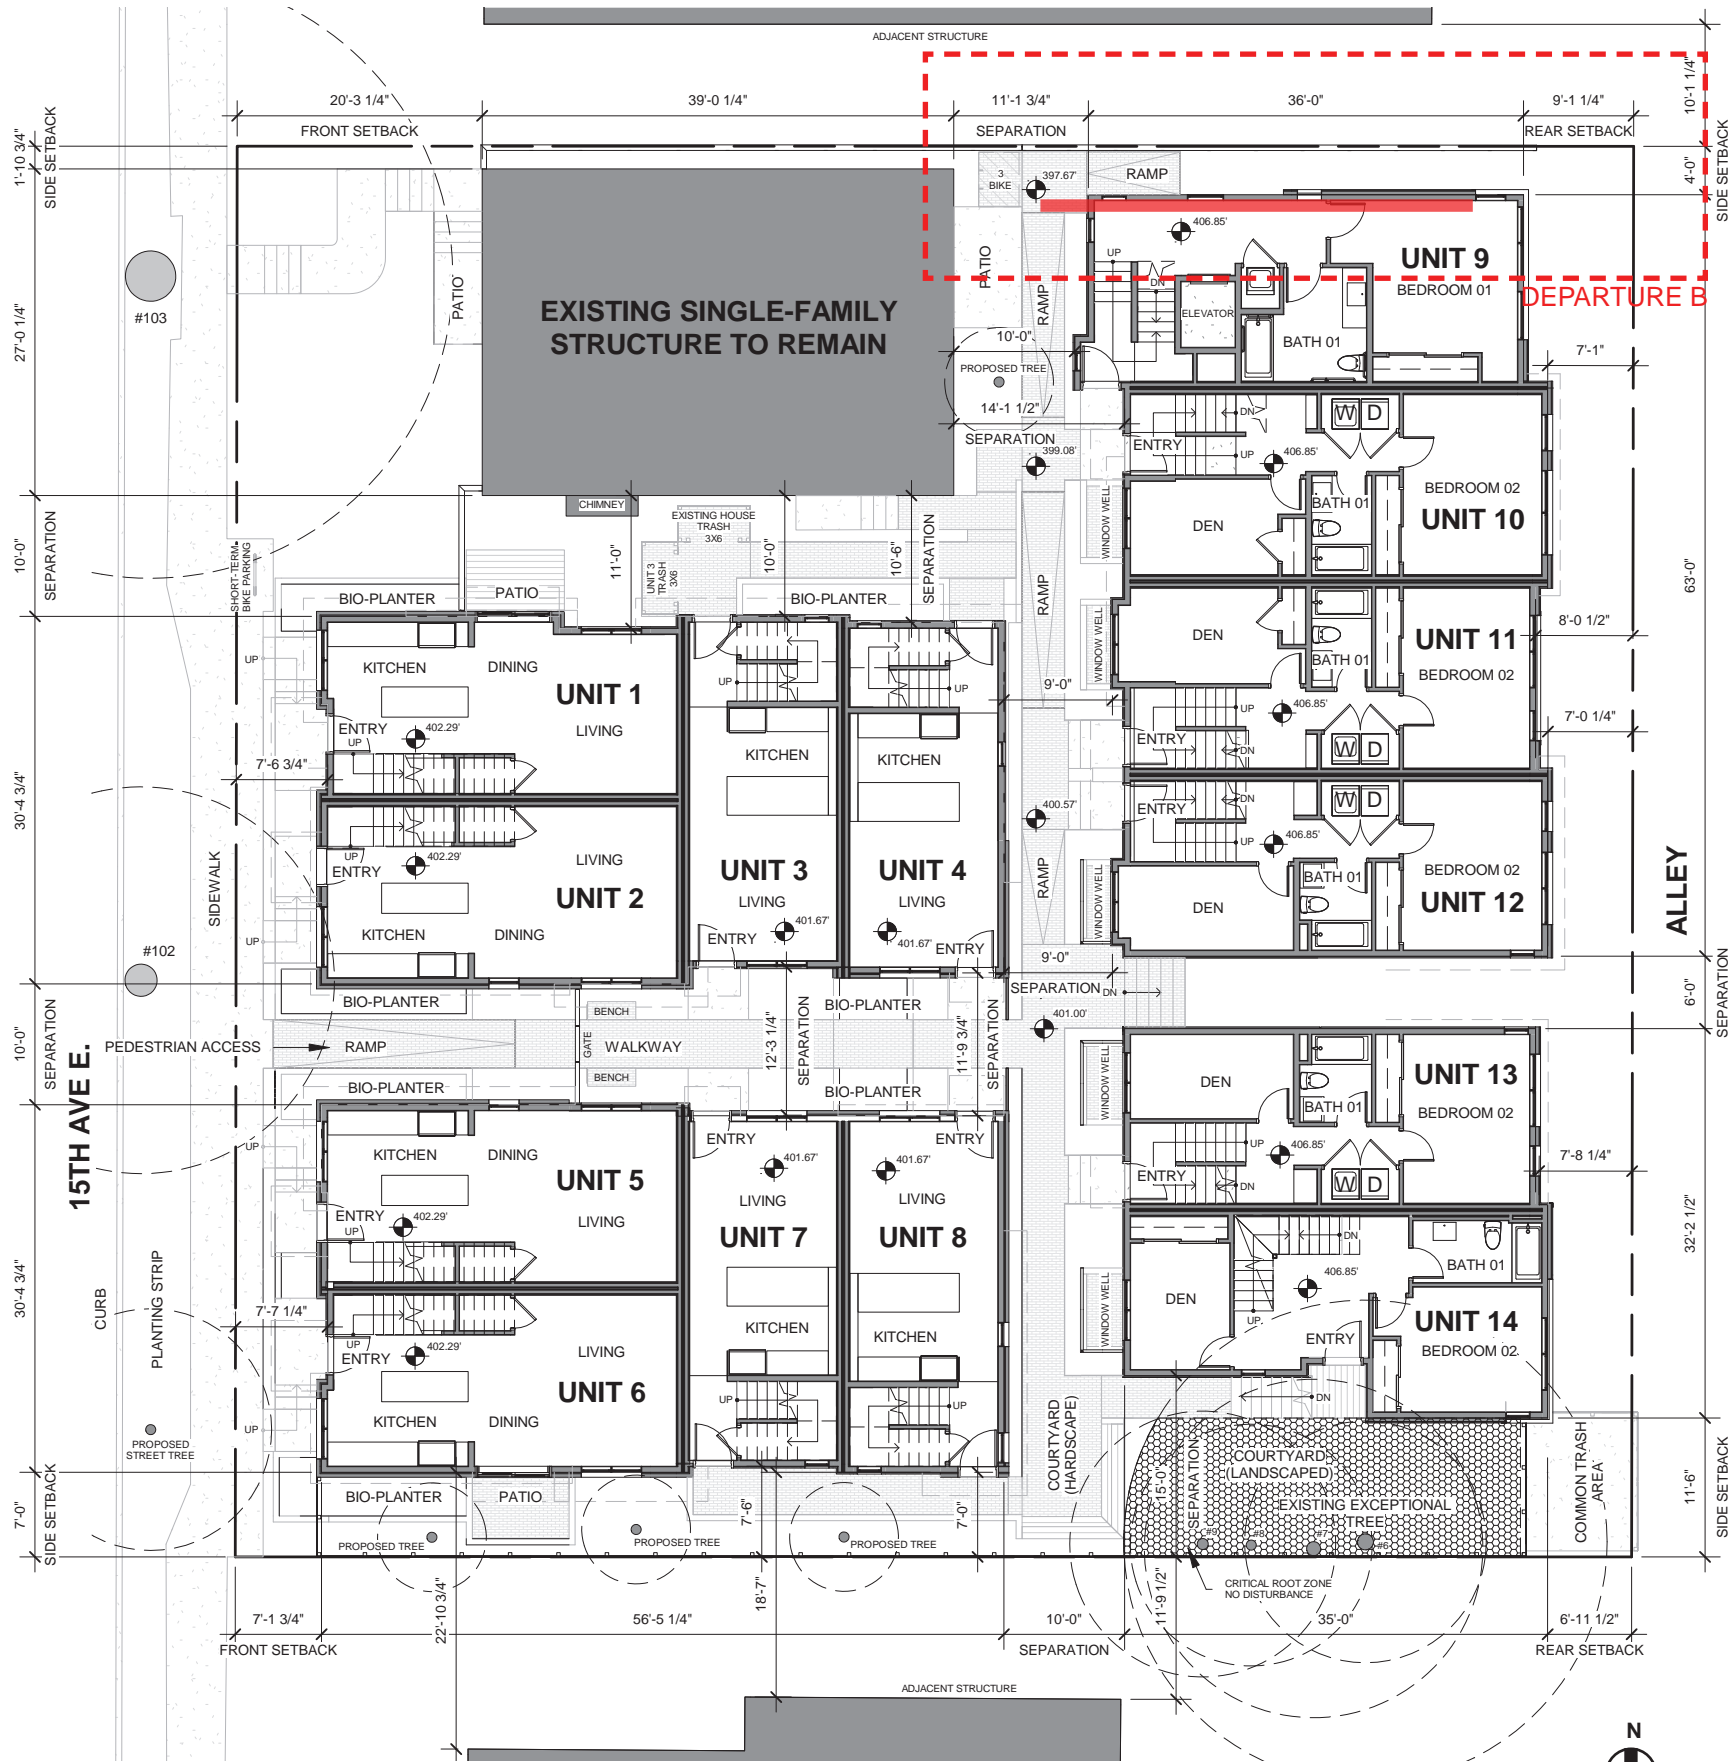 ADJACENT STRUCTURE
20'-3 1/4"
39'-0 1/4"
11'-1 3/4"
36'-0"
9'-1 1/4"
10'-1 1/4"
FRONT SETBACK
SEPARATION
REAR SETBACK
1'-10 3/4"
SIDE SETBACK
4'-0"
SIDE SETBACK
3
BIKE
397.67'
RAMP
406.85'
UP
DN
ELEVATOR
UNIT 9
BEDROOM 01
BATH 01
DEPARTURE B
PATIO
PATIO
RAMP
#103
EXISTING SINGLE-FAMILY
STRUCTURE TO REMAIN
27'-0 1/4"
10'-0"
PROPOSED TREE
14'-1 1/2"
SEPARATION
399.08'
7'-1"
DN
W D
ENTRY
UP
406.85'
BEDROOM 02
UNIT 10
BATH 01
DEN
WINDOW WELL
CHIMNEY
EXISTING HOUSE
TRASH
3X6
UNIT 3
TRASH
3X6
11'-0"
10'-0"
10'-6"
SEPARATION
10'-0"
SEPARATION
SHORT-TERM
BIKE PARKING
63'-0"
BIO-PLANTER
PATIO
BIO-PLANTER
RAMP
WINDOW WELL
DEN
BATH 01
UNIT 11
BEDROOM 02
8'-0 1/2"
UP
KITCHEN
DINING
UNIT 1
LIVING
ENTRY
UP
402.29'
UP
KITCHEN
UP
KITCHEN
9'-0"
UP
406.85'
ENTRY
DN
W D
7'-0 1/4"
7'-6 3/4"
30'-4 3/4"
SIDEWALK
UP
ENTRY
402.29'
LIVING
UNIT 2
KITCHEN
DINING
UP
UNIT 3
LIVING
401.67'
ENTRY
UNIT 4
LIVING
401.67'
ENTRY
400.57'
RAMP
WINDOW WELL
ENTRY
DN
UP
406.85'
W D
BATH 01
DEN
BEDROOM 02
UNIT 12
ALLEY
#102
9'-0"
SEPARATION
DN
6'-0"
SEPARATION
BIO-PLANTER
BENCH
BIO-PLANTER
401.00'
10'-0"
SEPARATION
15TH AVE E.
PEDESTRIAN ACCESS
RAMP
GATE
WALKWAY
BENCH
12'-3 1/4"
SEPARATION
11'-9 3/4"
SEPARATION
BIO-PLANTER
BIO-PLANTER
WINDOW WELL
DEN
BATH 01
UNIT 13
BEDROOM 02
UP
406.85'
ENTRY
DN
W D
7'-8 1/4"
UP
KITCHEN
DINING
UNIT 5
LIVING
ENTRY
UP
402.29'
UP
ENTRY
401.67'
LIVING
UNIT 7
KITCHEN
UP
ENTRY
401.67'
LIVING
UNIT 8
KITCHEN
UP
30'-4 3/4"
CURB
PLANTING STRIP
7'-7 1/4"
UP
ENTRY
402.29'
LIVING
UNIT 6
KITCHEN
DINING
UP
WINDOW WELL
DEN
DN
406.85'
UP
BATH 01
UNIT 14
BEDROOM 02
ENTRY
DN
32'-2 1/2"
PROPOSED
STREET TREE
7'-0"
SIDE SETBACK
BIO-PLANTER
PATIO
PROPOSED TREE
PROPOSED TREE
PROPOSED TREE
7'-6"
7'-0"
COURTYARD
(HARDSCAPE)
15'-0"
SEPARATION
COURTYARD
(LANDSCAPED)
EXISTING EXCEPTIONAL
TREE
#9
#8
#7
#6
COMMON TRASH
AREA
11'-6"
SIDE SETBACK
CRITICAL ROOT ZONE
NO DISTURBANCE
22'-10 3/4"
18'-7"
11'-9 1/2"
7'-1 3/4"
56'-5 1/4"
10'-0"
35'-0"
6'-11 1/2"
FRONT SETBACK
SEPARATION
REAR SETBACK
ADJACENT STRUCTURE
N